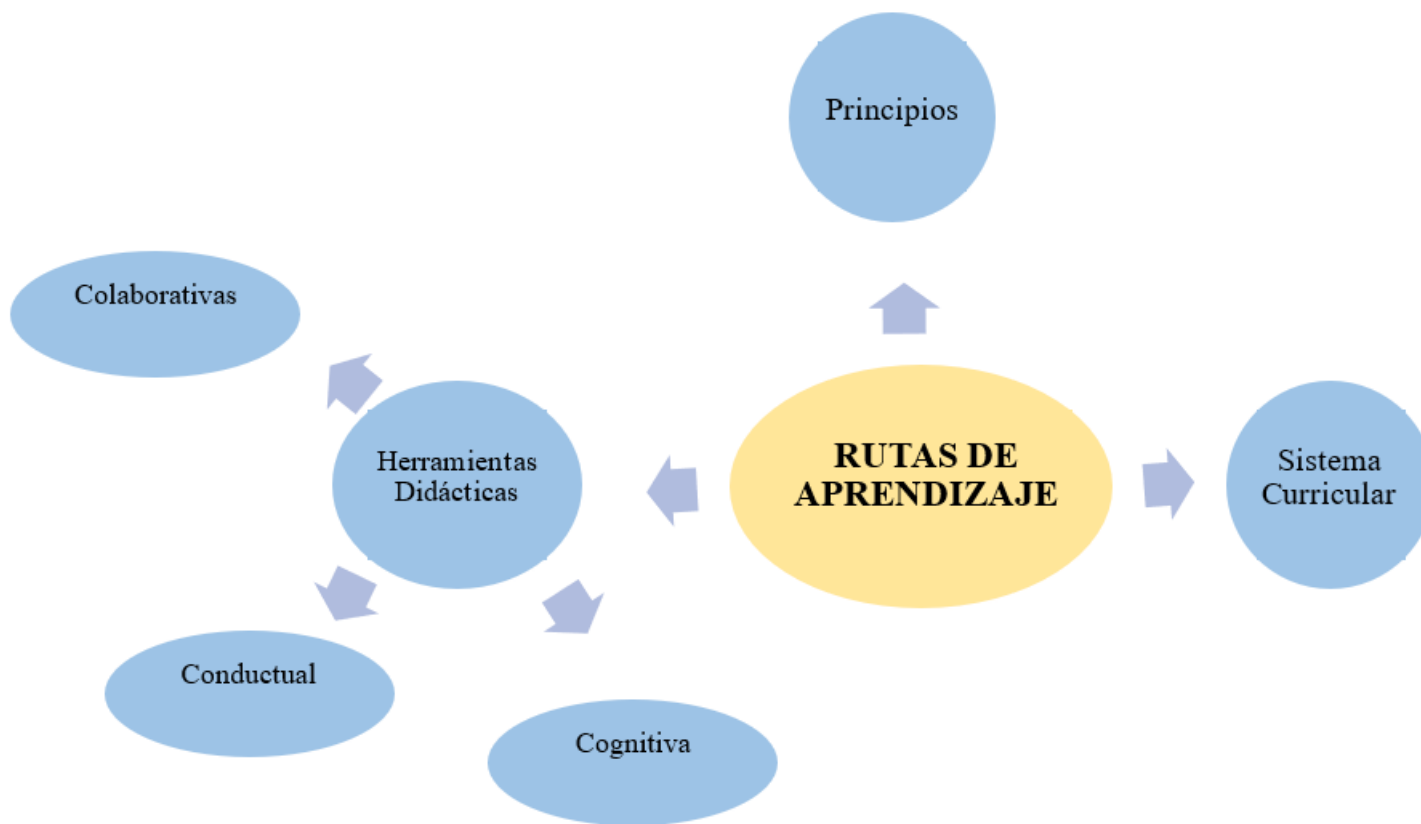 Principios
Colaborativas
Herramientas
Didácticas
RUTAS DE
APRENDIZAJE
Sistema
Curricular
Conductual
Cognitiva